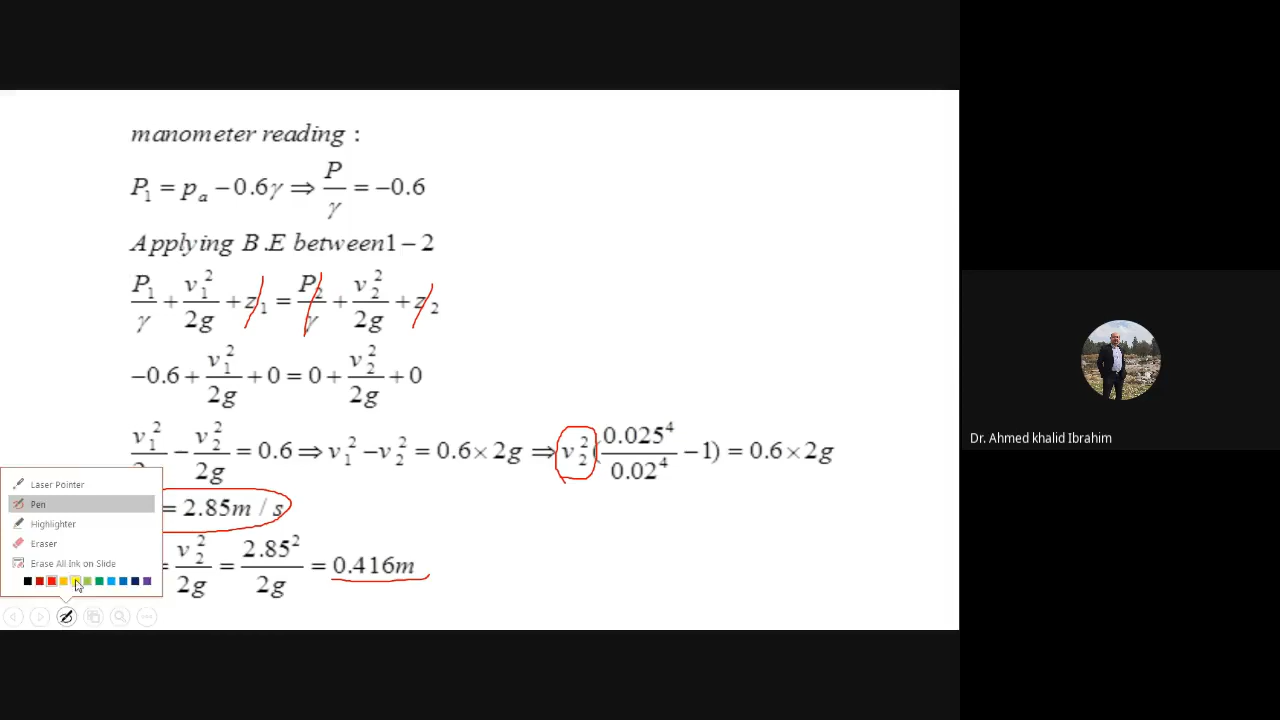 manometer reading :
P₁ = pₐ − 0.6γ ⇒ P/γ = −0.6
Applying B.E between1 − 2
P₁/γ + v₁²/2g + z₁ = P₂/γ + v₂²/2g + z₂
−0.6 + v₁²/2g + 0 = 0 + v₂²/2g + 0
v₁²/2 − v₂²/2g = 0.6 ⇒ v₁² − v₂² = 0.6 × 2g ⇒ v₂²(0.025⁴/0.02⁴ − 1) = 0.6 × 2g
= 2.85m / s
= v₂²/2g = 2.85²/2g = 0.416m
Laser Pointer
Pen
Highlighter
Eraser
Erase All Ink on Slide
Dr. Ahmed khalid Ibrahim